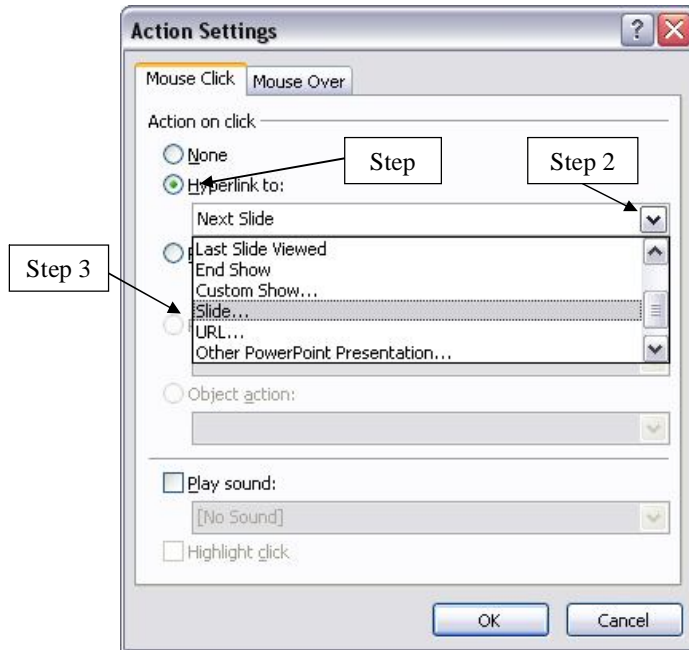 Action Settings
Mouse Click Mouse Over
Action on click
None
Step
Step 2
Hyperlink to:
Next Slide
Last Slide Viewed
End Show
Step 3
Custom Show...
Slide...
URL...
Other PowerPoint Presentation...
Object action:
Play sound:
[No Sound]
Highlight click
OK Cancel